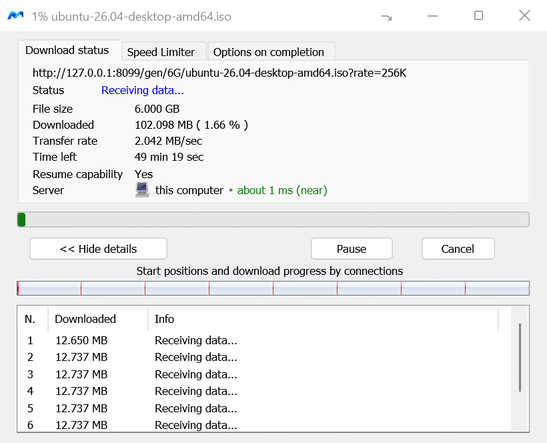 1% ubuntu-26.04-desktop-amd64.iso
Download status Speed Limiter Options on completion
http://127.0.0.1:8099/gen/6G/ubuntu-26.04-desktop-amd64.iso?rate=256K
Status Receiving data...
File size 6.000 GB
Downloaded 102.098 MB ( 1.66 % )
Transfer rate 2.042 MB/sec
Time left 49 min 19 sec
Resume capability Yes
Server this computer • about 1 ms (near)
<< Hide details Pause Cancel
Start positions and download progress by connections
N. Downloaded Info
1 12.650 MB Receiving data...
2 12.737 MB Receiving data...
3 12.737 MB Receiving data...
4 12.737 MB Receiving data...
5 12.737 MB Receiving data...
6 12.737 MB Receiving data...